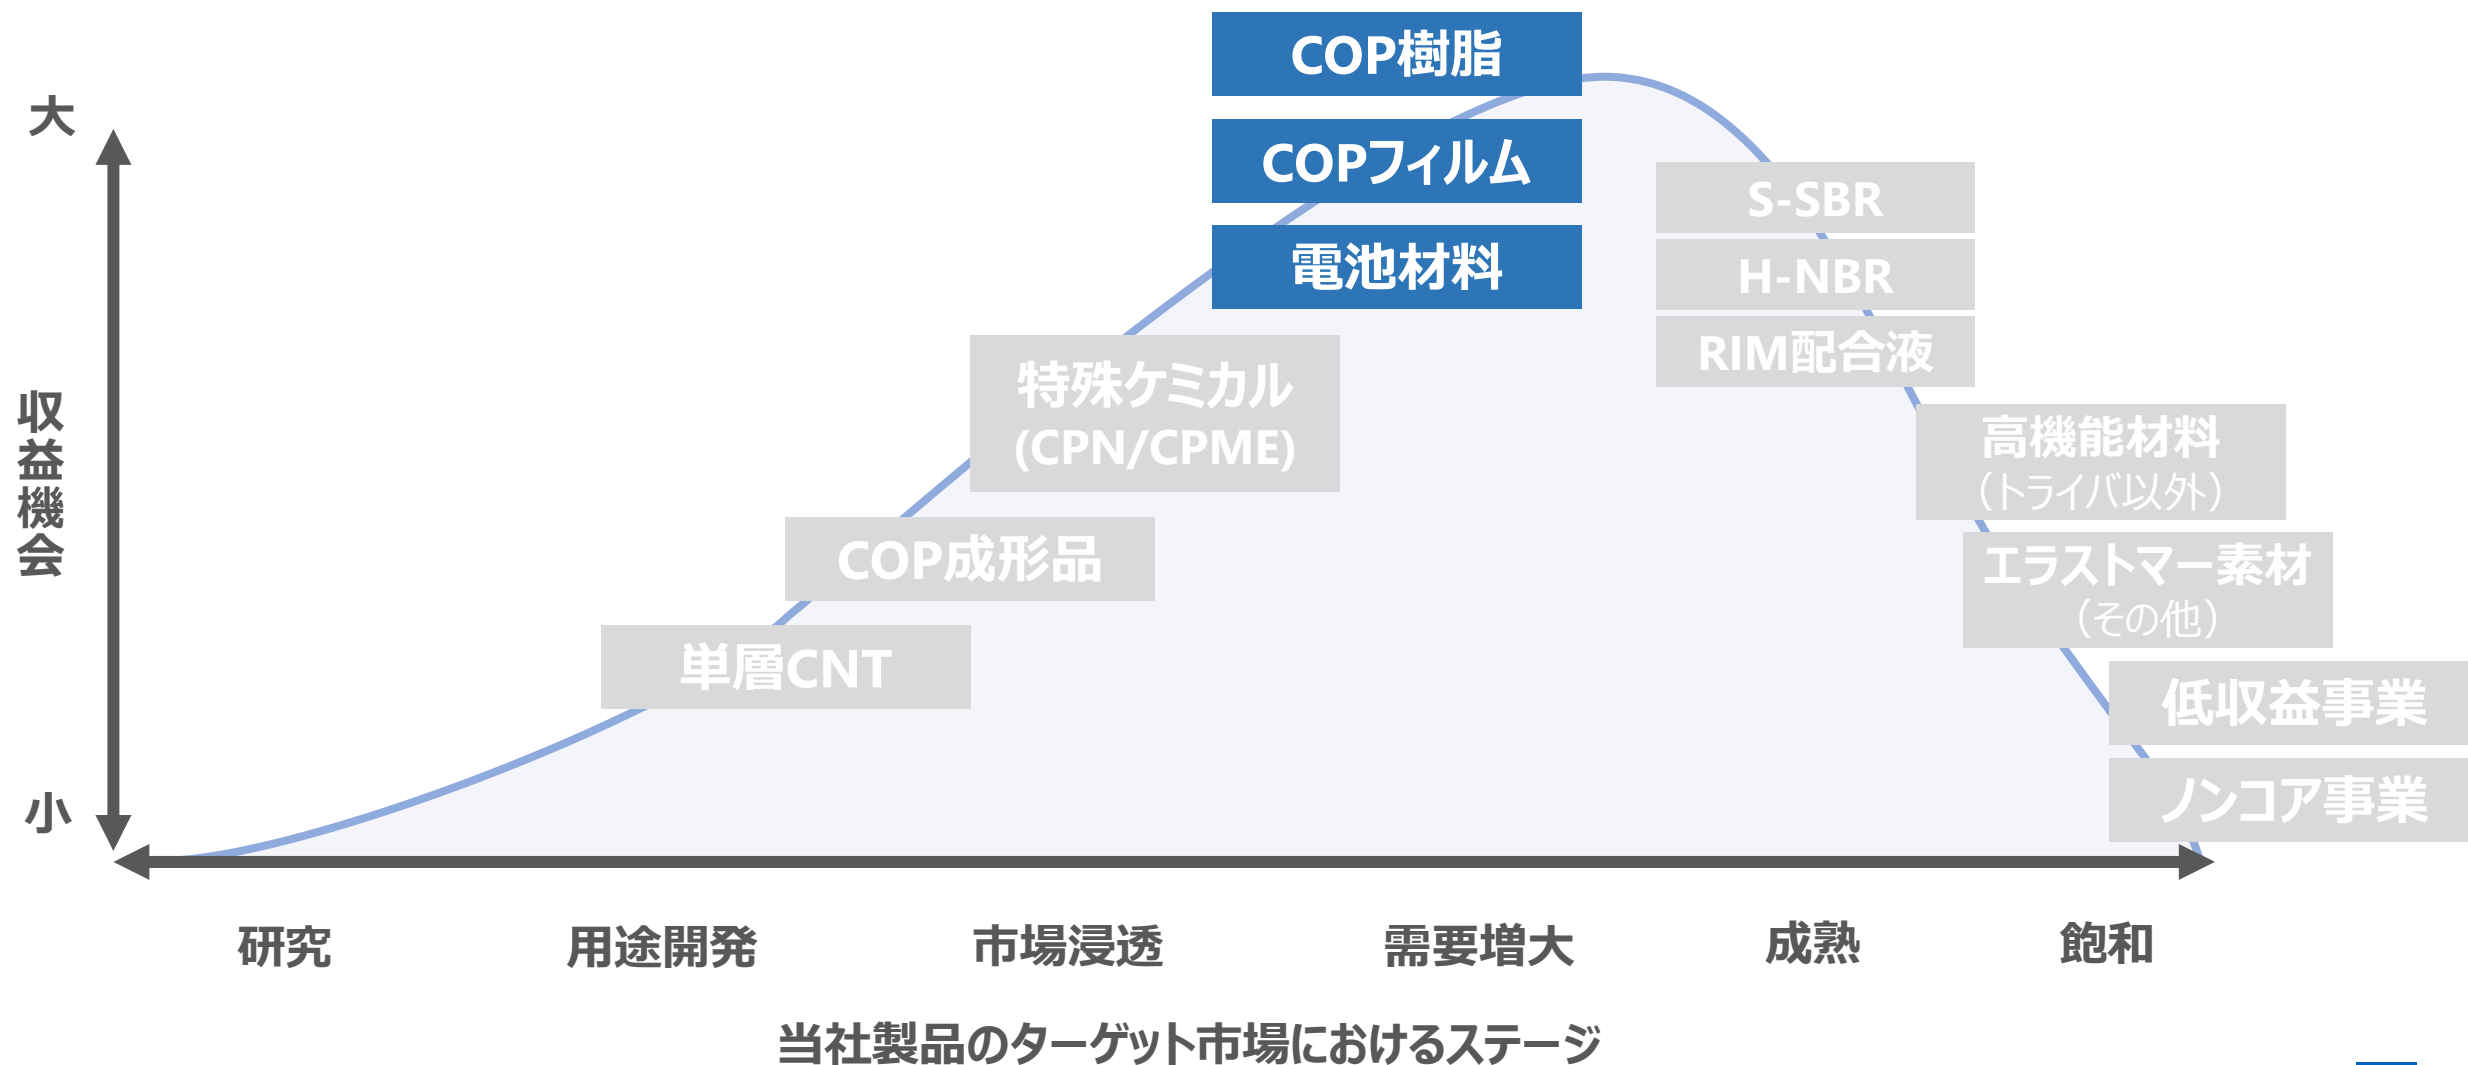 大
収益機会
小
COP樹脂
COPフィルム
電池材料
特殊ケミカル
(CPN/CPME)
COP成形品
単層CNT
S-SBR
H-NBR
RIM配合液
高機能材料
（トライバ以外）
エラストマー素材
（その他）
低収益事業
ノンコア事業
研究
用途開発
市場浸透
需要増大
成熟
飽和
当社製品のターゲット市場におけるステージ